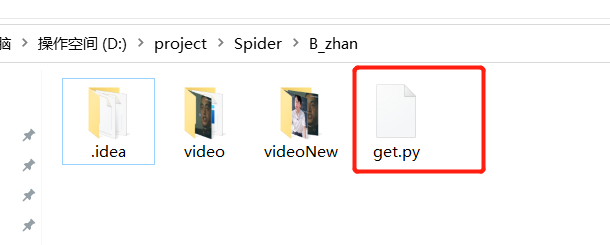 脑 > 操作空间 (D:) > project > Spider > B_zhan
.idea
video
videoNew
get.py